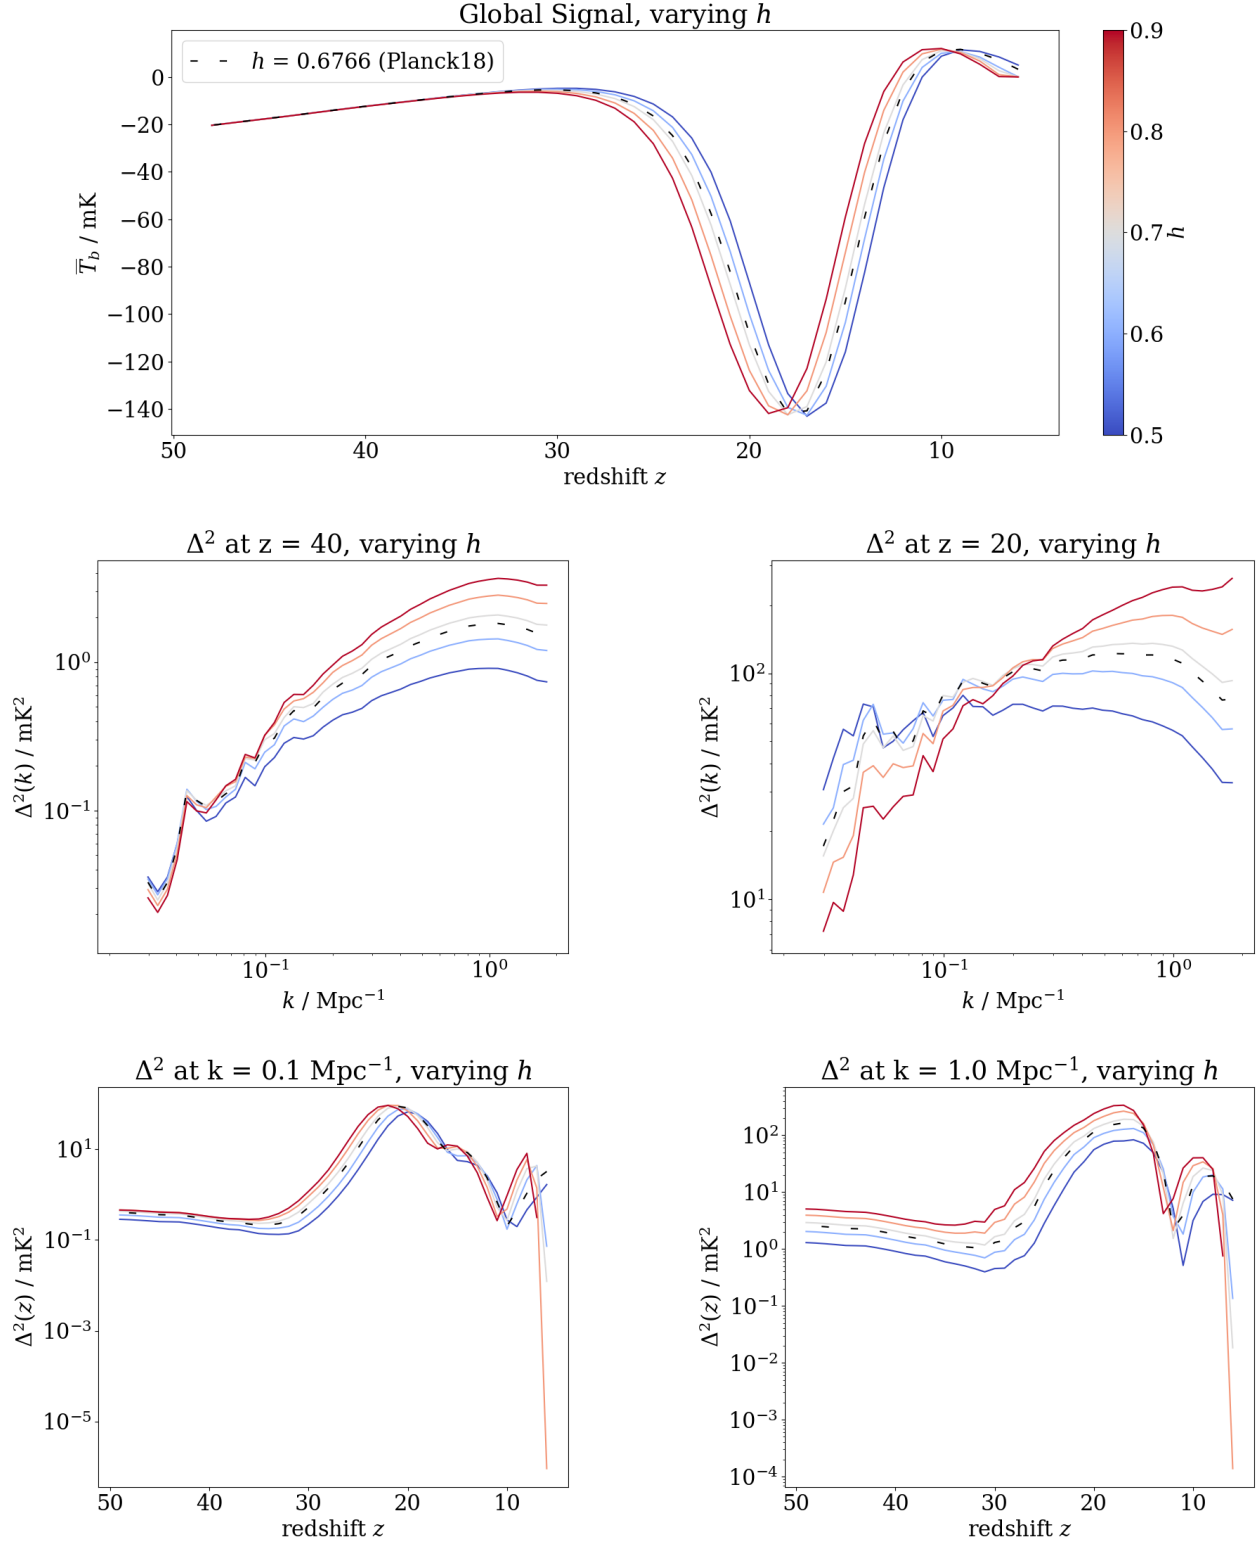 Global Signal, varying h
h = 0.6766 (Planck18)
0
−20
−40
−60
−80
−100
−120
−140
T̅_b / mK
50 40 30 20 10
redshift z
0.9
0.8
0.7
0.6
0.5
h
Δ² at z = 40, varying h
10⁰
10⁻¹
Δ²(k) / mK²
10⁻¹ 10⁰
k / Mpc⁻¹
Δ² at z = 20, varying h
10²
10¹
Δ²(k) / mK²
10⁻¹ 10⁰
k / Mpc⁻¹
Δ² at k = 0.1 Mpc⁻¹, varying h
10¹
10⁻¹
10⁻³
10⁻⁵
Δ²(z) / mK²
50 40 30 20 10
redshift z
Δ² at k = 1.0 Mpc⁻¹, varying h
10²
10¹
10⁰
10⁻¹
10⁻²
10⁻³
10⁻⁴
Δ²(z) / mK²
50 40 30 20 10
redshift z